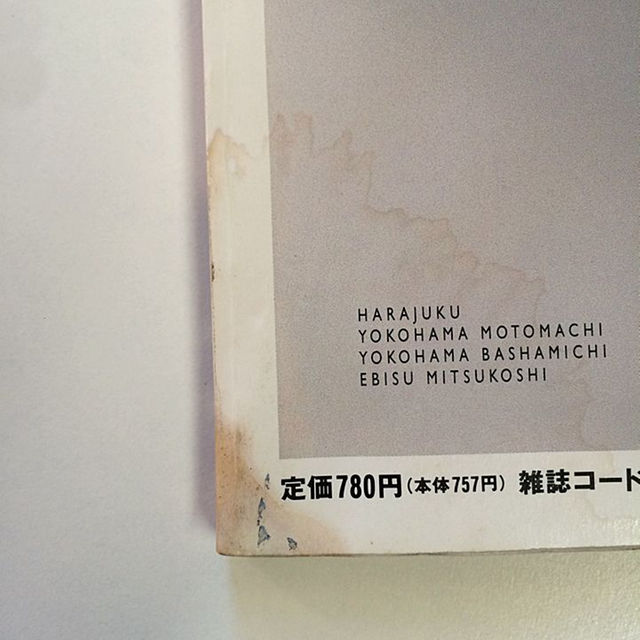 HARAJUKU
YOKOHAMA MOTOMACHI
YOKOHAMA BASHAMICHI
EBISU MITSUKOSHI
定価780円(本体757円) 雑誌コード